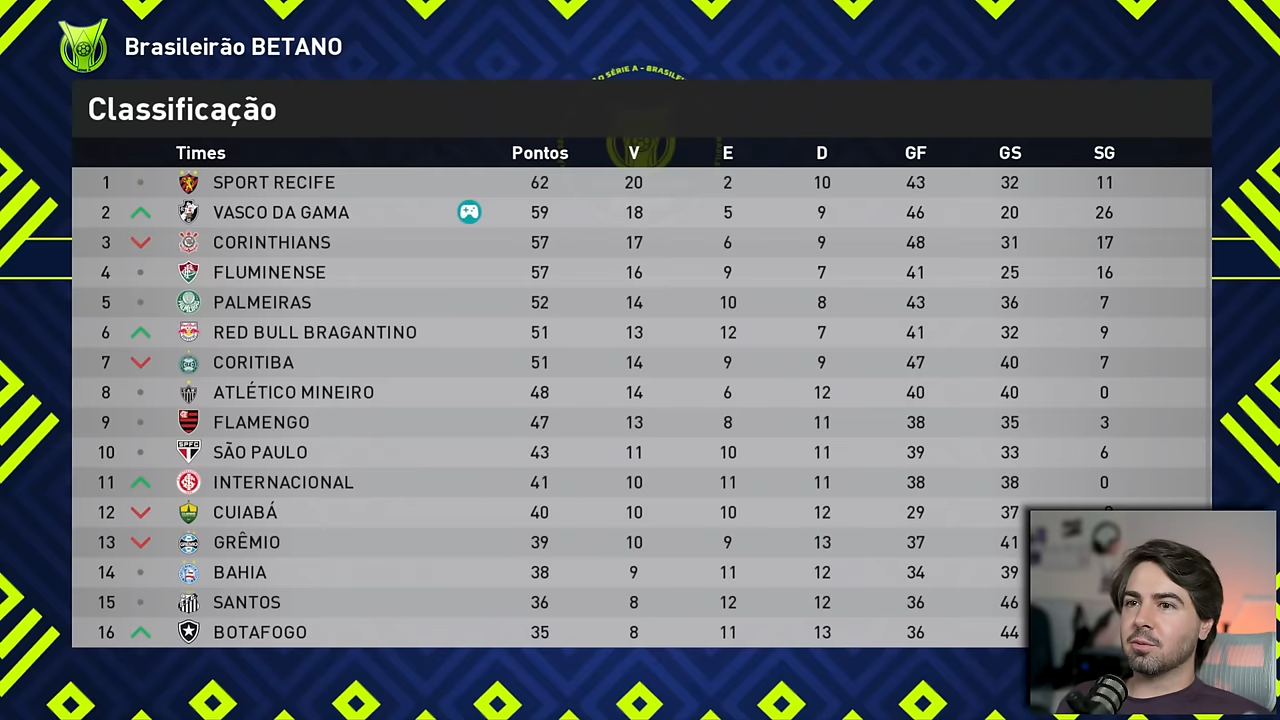 Brasileirão BETANO
SÉRIE A - BRASILEI
Classificação
Times Pontos V E D GF GS SG
1 SPORT RECIFE 62 20 2 10 43 32 11
2 VASCO DA GAMA 59 18 5 9 46 20 26
3 CORINTHIANS 57 17 6 9 48 31 17
4 FLUMINENSE 57 16 9 7 41 25 16
5 PALMEIRAS 52 14 10 8 43 36 7
6 RED BULL BRAGANTINO 51 13 12 7 41 32 9
7 CORITIBA 51 14 9 9 47 40 7
8 ATLÉTICO MINEIRO 48 14 6 12 40 40 0
9 FLAMENGO 47 13 8 11 38 35 3
10 SÃO PAULO 43 11 10 11 39 33 6
11 INTERNACIONAL 41 10 11 11 38 38 0
12 CUIABÁ 40 10 10 12 29 37
13 GRÊMIO 39 10 9 13 37 41
14 BAHIA 38 9 11 12 34 39
15 SANTOS 36 8 12 12 36 46
16 BOTAFOGO 35 8 11 13 36 44